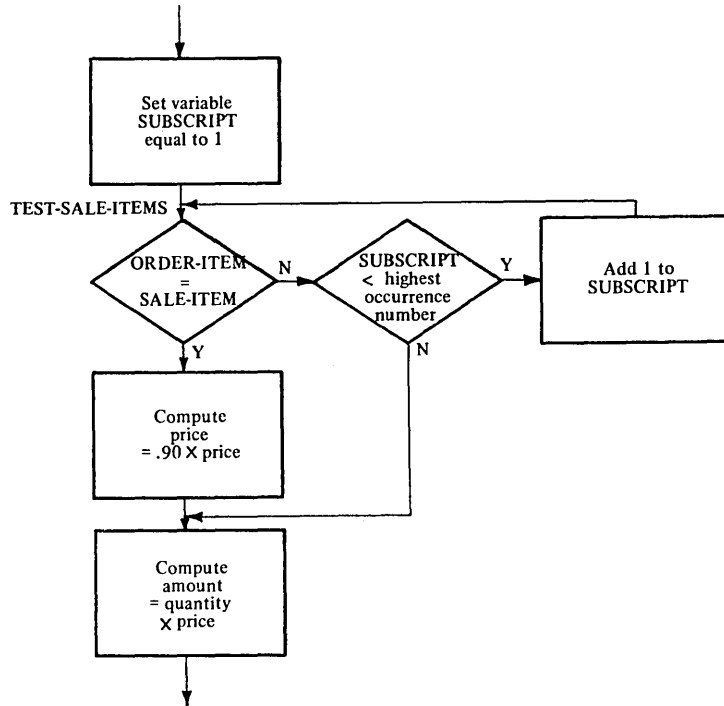 Set variable
SUBSCRIPT
equal to 1
TEST-SALE-ITEMS
ORDER-ITEM
=
SALE-ITEM
N
Y
SUBSCRIPT
< highest
occurrence
number
Y
N
Add 1 to
SUBSCRIPT
Compute
price
= .90 X price
Compute
amount
= quantity
X price